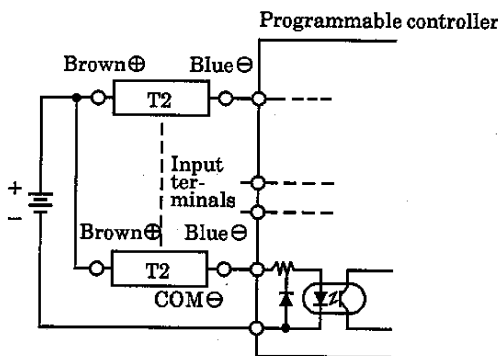 Programmable controller
Brown⊕ Blue⊖
T2
Input
ter-
minals
+
−
Brown⊕ Blue⊖
T2
COM⊖